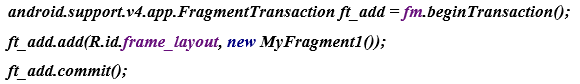 android.support.v4.app.FragmentTransaction ft_add = fm.beginTransaction();
ft_add.add(R.id.frame_layout, new MyFragment1());
ft_add.commit();